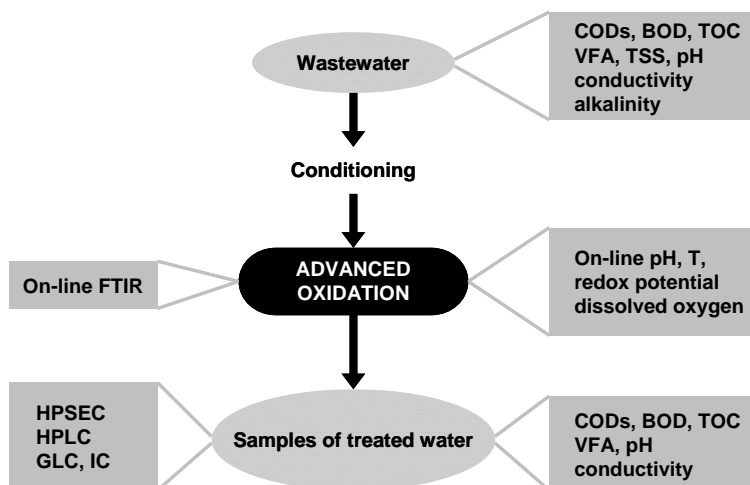 Wastewater
CODs, BOD, TOC
VFA, TSS, pH
conductivity
alkalinity
Conditioning
On-line FTIR
ADVANCED
OXIDATION
On-line pH, T,
redox potential
dissolved oxygen
HPSEC
HPLC
GLC, IC
Samples of treated water
CODs, BOD, TOC
VFA, pH
conductivity